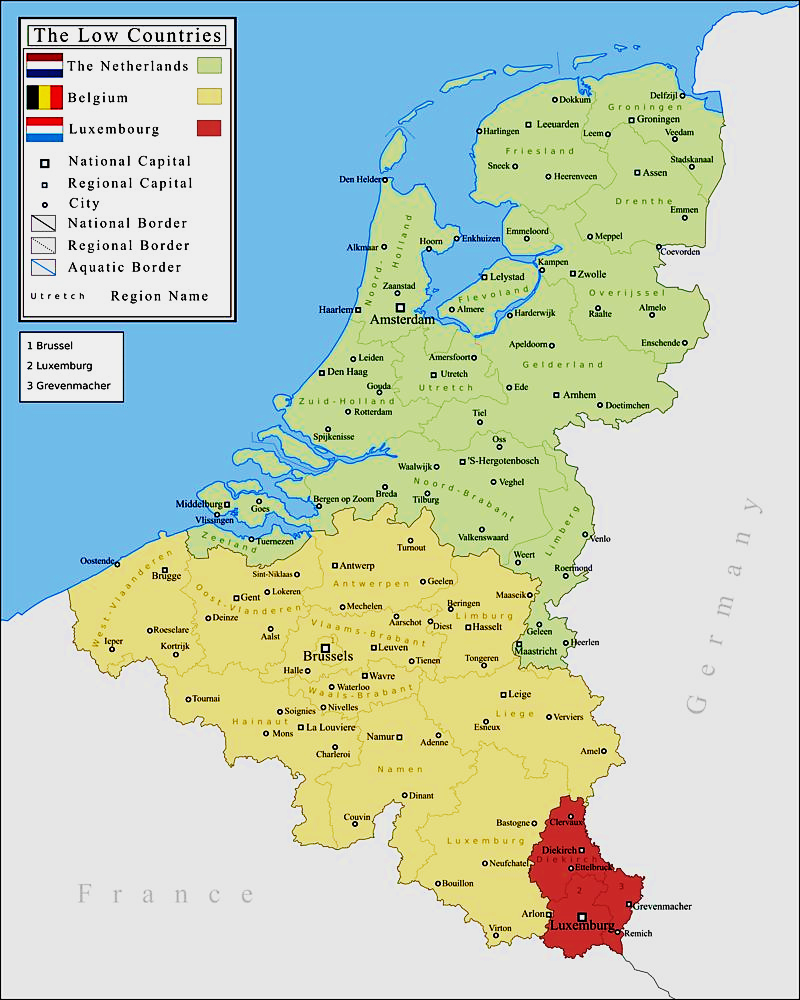 The Low Countries
The Netherlands
Belgium
Luxembourg
National Capital
Regional Capital
City
National Border
Regional Border
Aquatic Border
Utretch Region Name
1 Brussel
2 Luxemburg
3 Grevenmacher
Dokkum
Delfzijl
Groningen
Harlingen
Leeuarden
Groningen
Leem
Veedam
Friesland
Sneek
Heerenveen
Assen
Stadskanaal
Den Helder
Drenthe
Emmen
Emmeloord
Meppel
Alkmaar
Noord-Holland
Hoorn
Enkhuizen
Coevorden
Kampen
Zwolle
Lelystad
Zaanstad
Flevoland
Overijssel
Haarlem
Amsterdam
Almere
Harderwijk
Raalte
Almelo
Apeldoorn
Enschende
Leiden
Amersfoort
Gelderland
Den Haag
Utretch
Gouda
Utrecht
Ede
Arnhem
Zuid-Holland
Rotterdam
Tiel
Doetimchen
Spijkenisse
Oss
Waalwijk
'S-Hergotenbosch
Veghel
Noord-Brabant
Middelburg
Goes
Bergen op Zoom
Breda
Tilburg
Vlissingen
Limberg
Valkenswaard
Venlo
Zeeland
Tuernezen
Turnout
Weert
Roermond
Oostende
Brugge
West-Vlaanderen
Sint-Niklaas
Antwerp
Antwerpen
Geelen
Oost-Vlanderen
Lokeren
Gent
Maaseik
Mechelen
Beringen
Deinze
Aarschot
Limburg
Roeselare
Aalst
Vlaams-Brabant
Diest
Hasselt
Geleen
Ieper
Kortrijk
Brussels
Leuven
Heerlen
Maastricht
Tienen
Tongeren
Halle
Wavre
Waterloo
Waals-Brabant
Tournai
Nivelles
Leige
Soignies
Liege
Verviers
Hainaut
La Louviere
Esneux
Mons
Namur
Adenne
Charleroi
Amel
Namen
Dinant
Couvin
Bastogne
Clervaux
Luxemburg
Diekirch
Diekirch
Neufchatel
Ettelbruck
Bouillon
2
3
Grevenmacher
Arlon
Luxemburg
Virton
Remich
Germany
France